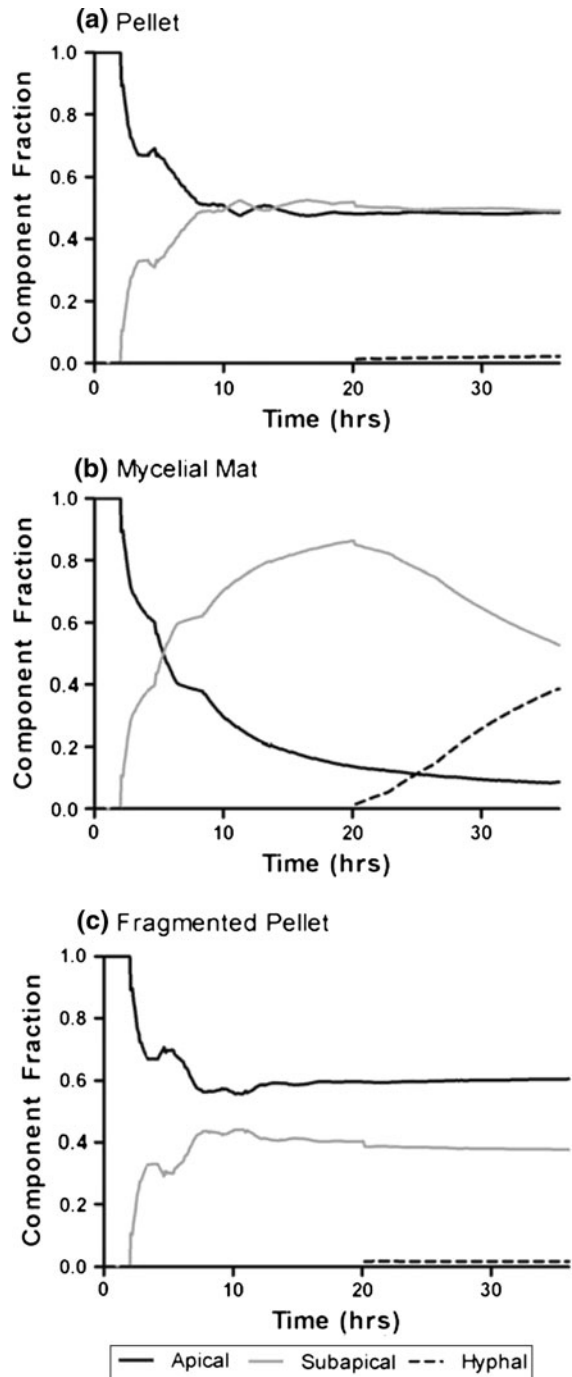 (a) Pellet
1.0
0.8
0.6
0.4
0.2
0.0
Component Fraction
0 10 20 30
Time (hrs)
(b) Mycelial Mat
1.0
0.8
0.6
0.4
0.2
0.0
Component Fraction
0 10 20 30
Time (hrs)
(c) Fragmented Pellet
1.0
0.8
0.6
0.4
0.2
0.0
Component Fraction
0 10 20 30
Time (hrs)
Apical Subapical Hyphal